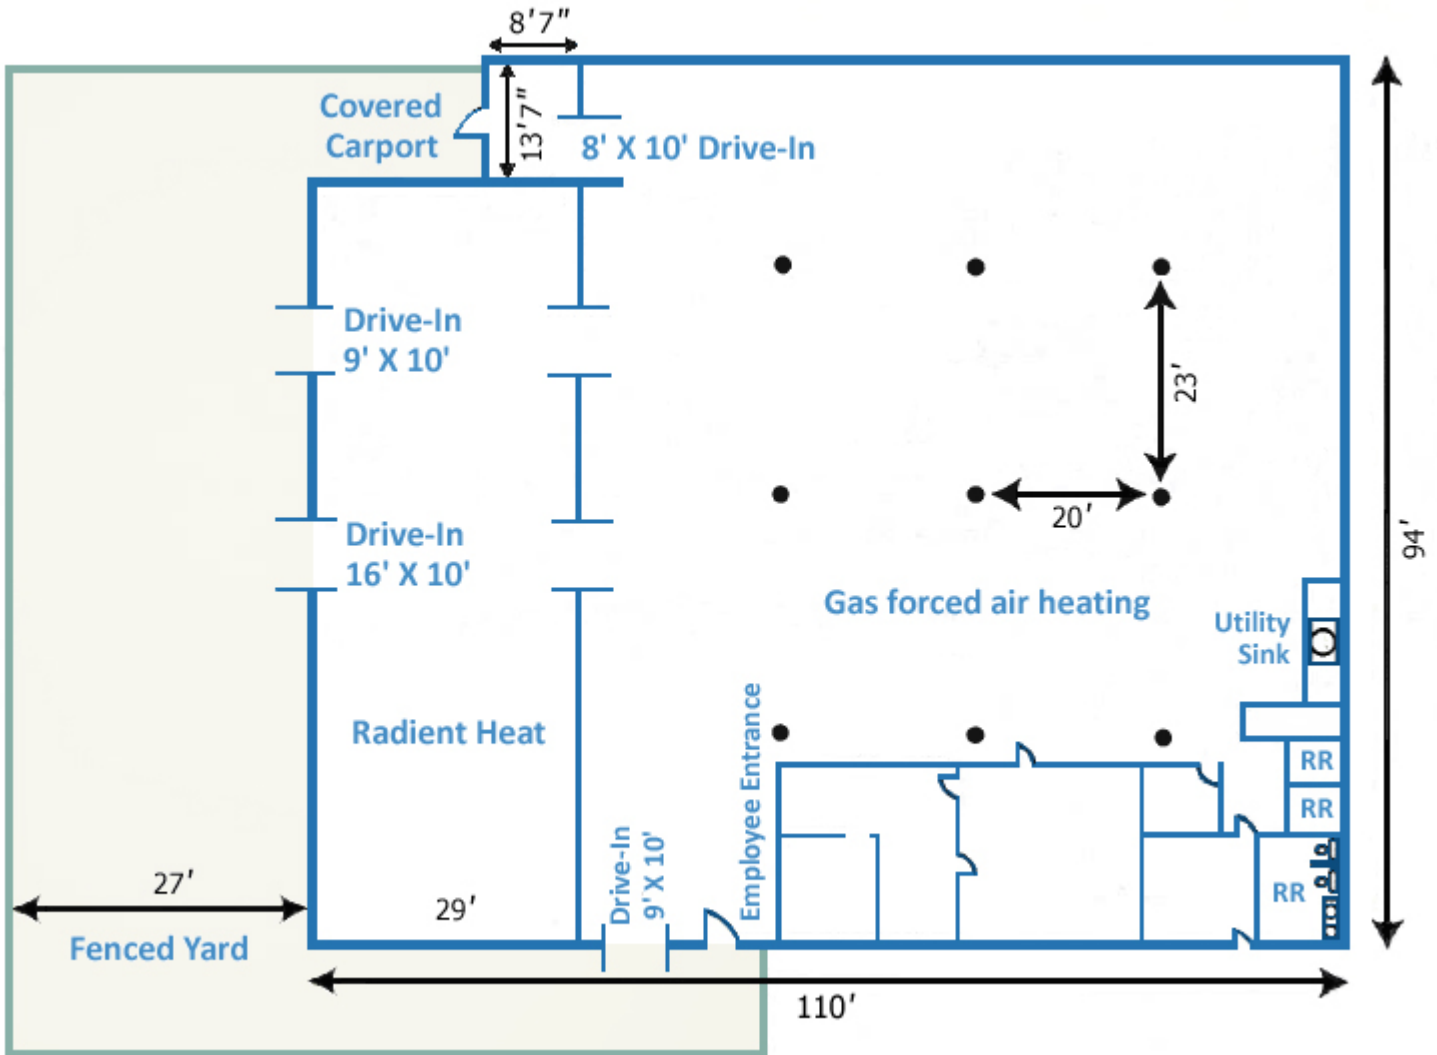 8'7"
Covered
Carport
13'7"
8' X 10' Drive-In
Drive-In
9' X 10'
23'
20'
94'
Drive-In
16' X 10'
Gas forced air heating
Utility
Sink
Radient Heat
Employee Entrance
RR
RR
Drive-In
9' X 10'
RR
27'
29'
Fenced Yard
110'